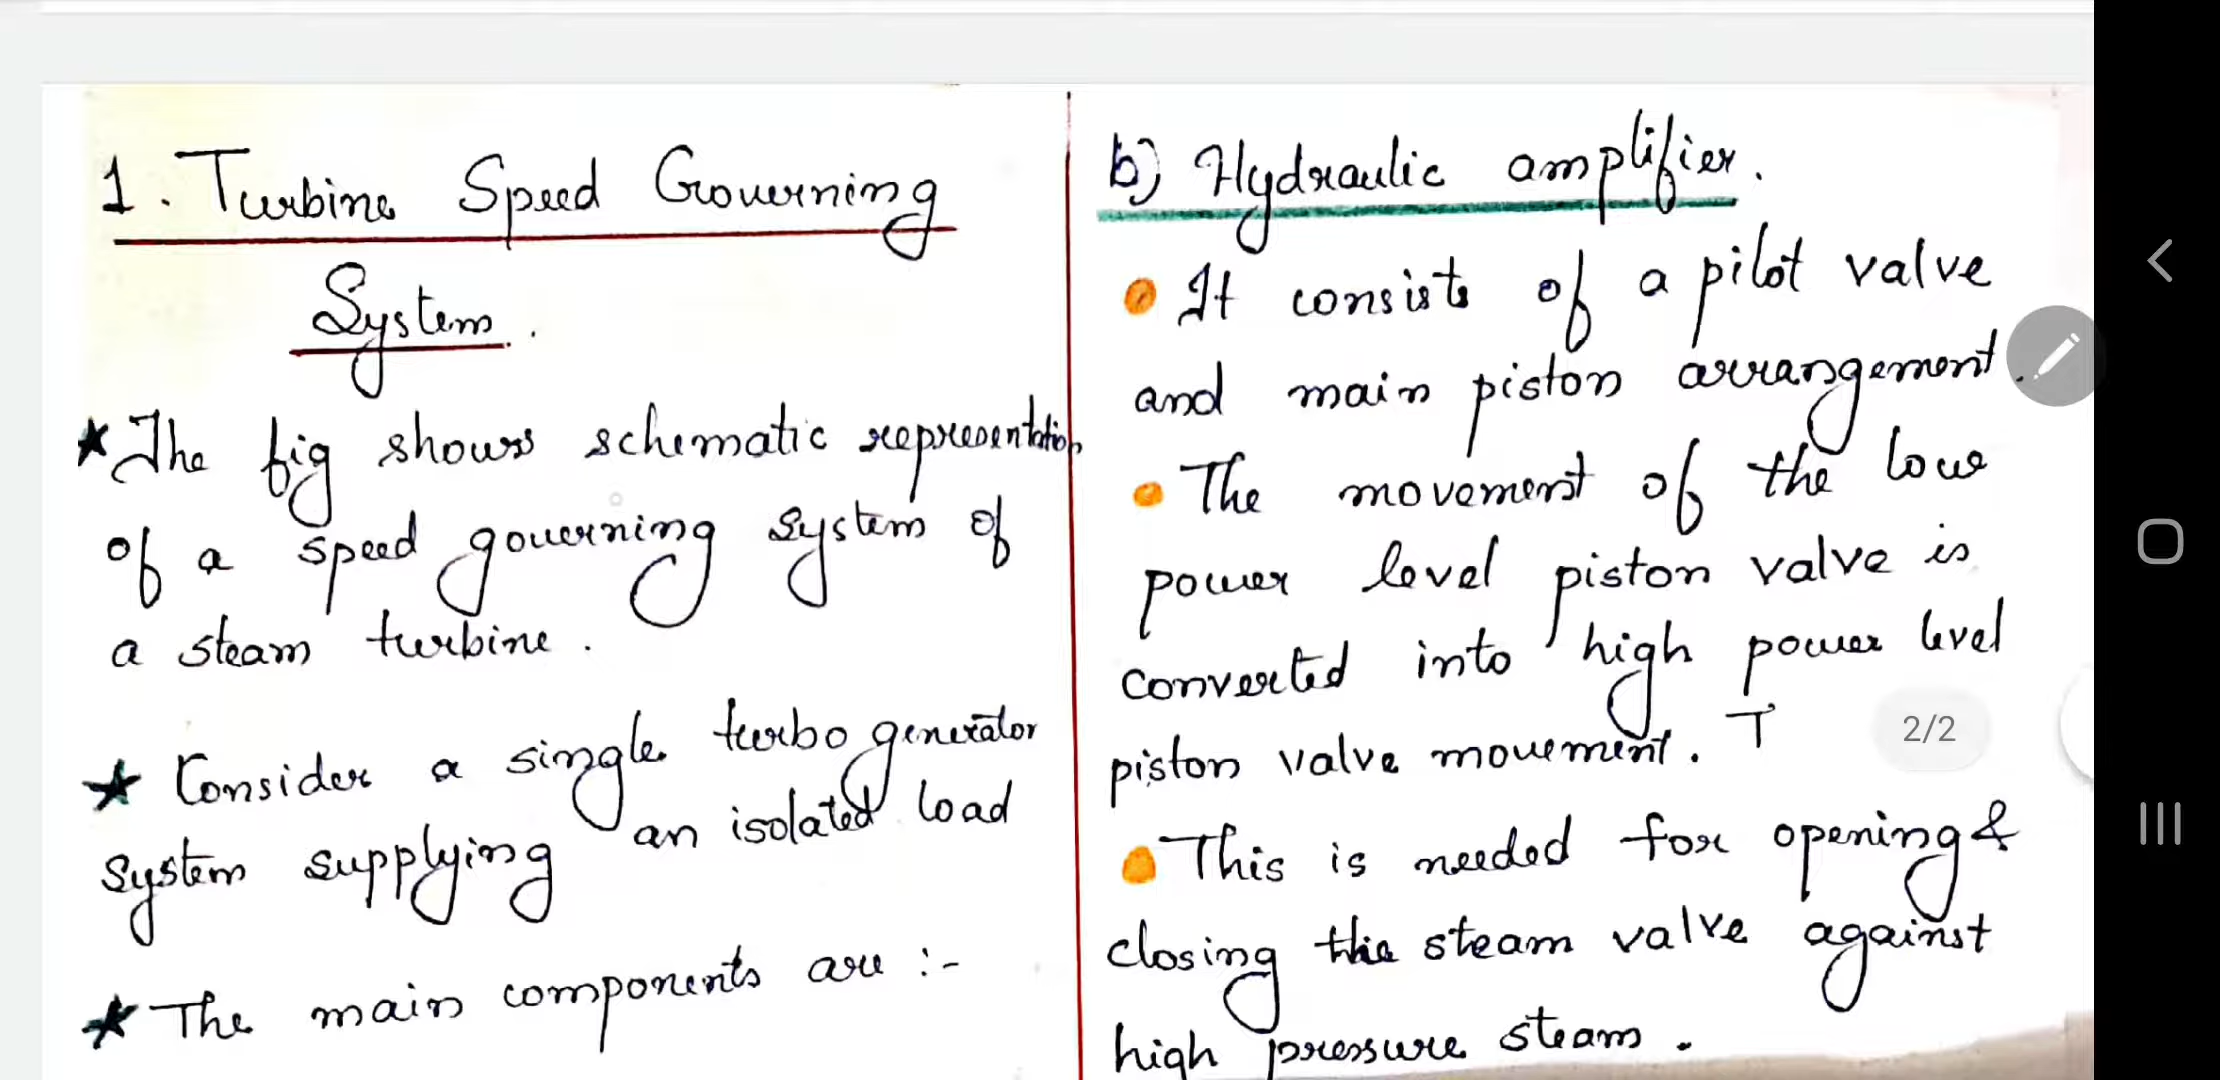 1. Turbine Speed Governing
System.
★ The fig shows schematic representation
of a speed governing system of
a steam turbine.
★ Consider a single turbo generator
system supplying an isolated load
★ The main components are :-
b) Hydraulic amplifier.
It consists of a pilot valve
and main piston arrangement.
The movement of the low
power level piston valve is
converted into high power level
piston valve movement. T
This is needed for opening &
closing the steam valve against
high pressure steam.
2/2